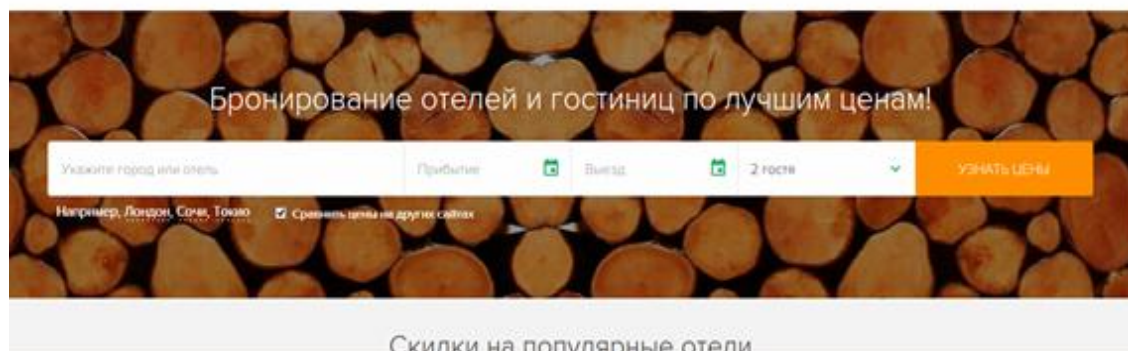 Бронирование отелей и гостиниц по лучшим ценам!
Укажите город или отель Прибытие Выезд 2 гостя УЗНАТЬ ЦЕНЫ
Например, Лондон, Сочи, Токио Сравнить цены на других сайтах
Скидки на популярные отели